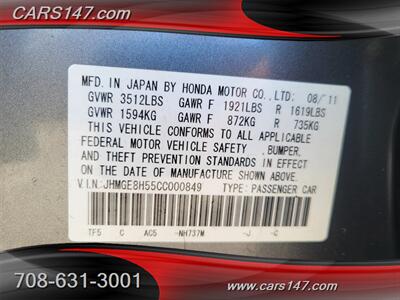 CARS147.com
MFD. IN JAPAN BY HONDA MOTOR CO., LTD: 08/'11
GVWR 3512LBS GAWR F 1921LBS R 1619LBS
GVWR 1594KG GAWR F 872KG R 735KG
THIS VEHICLE CONFORMS TO ALL APPLICABLE
FEDERAL MOTOR VEHICLE SAFETY , BUMPER,
AND THEFT PREVENTION STANDARDS IN EFFECT
ON THE DATE OF MANUFACTURE SHOWN ABOVE.
V.I.N:JHMGE8H55CC000849 TYPE: PASSENGER CAR
TF5 C AC5 -NH737M -J -C
708-631-3001
cars147.com